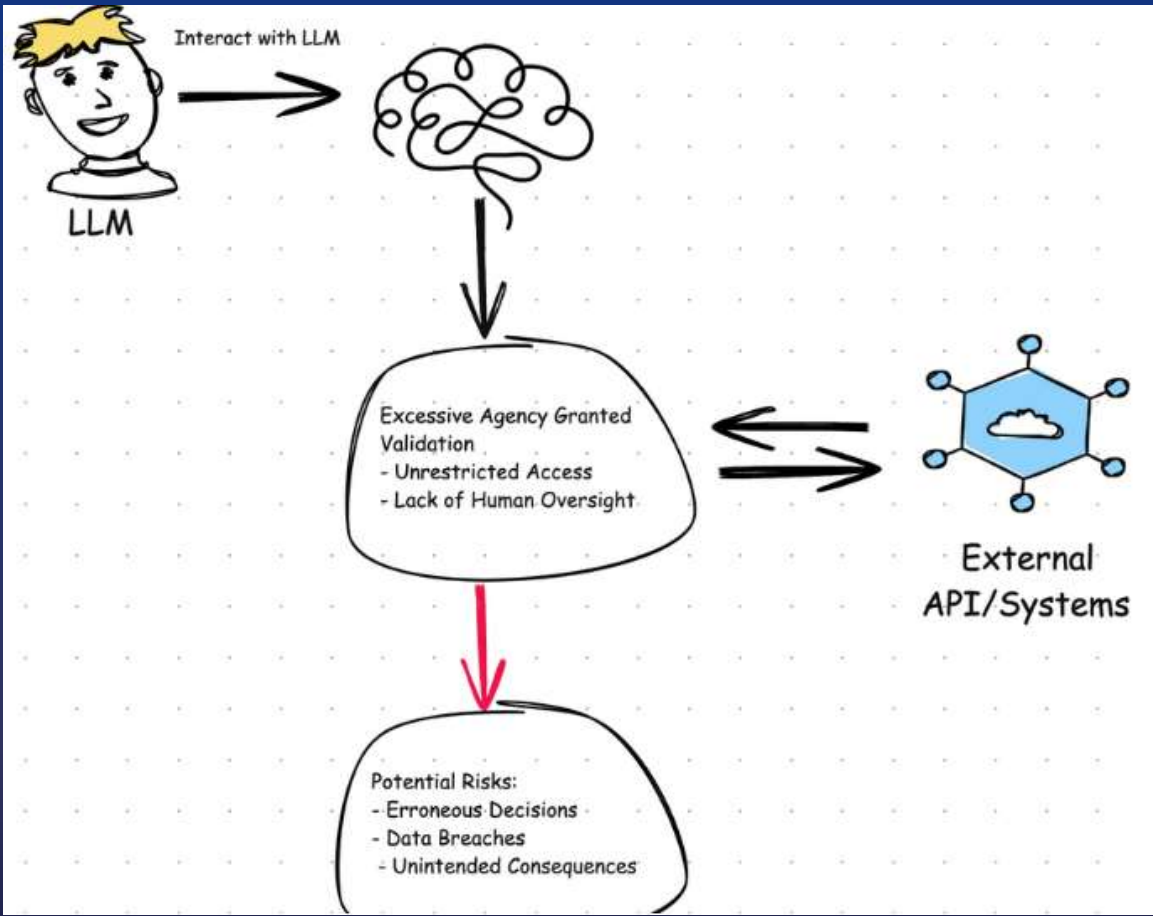 Interact with LLM
LLM
Excessive Agency Granted
Validation
- Unrestricted Access
- Lack of Human Oversight
External
API/Systems
Potential Risks:
- Erroneous Decisions
- Data Breaches
- Unintended Consequences